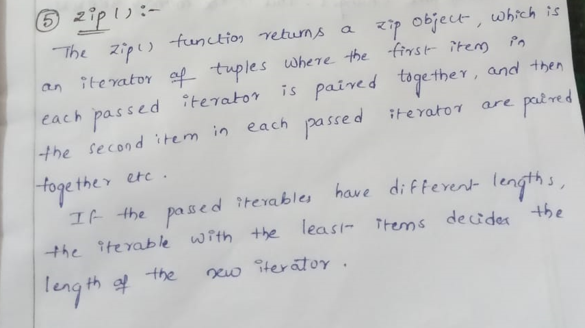 ⑤ zip() :-
The zip() function returns a zip object, which is
an iterator of tuples where the first item in
each passed iterator is paired together, and then
the second item in each passed iterator are paired
together etc.
If the passed iterables have different lengths,
the iterable with the least items decides the
length of the new iterator.